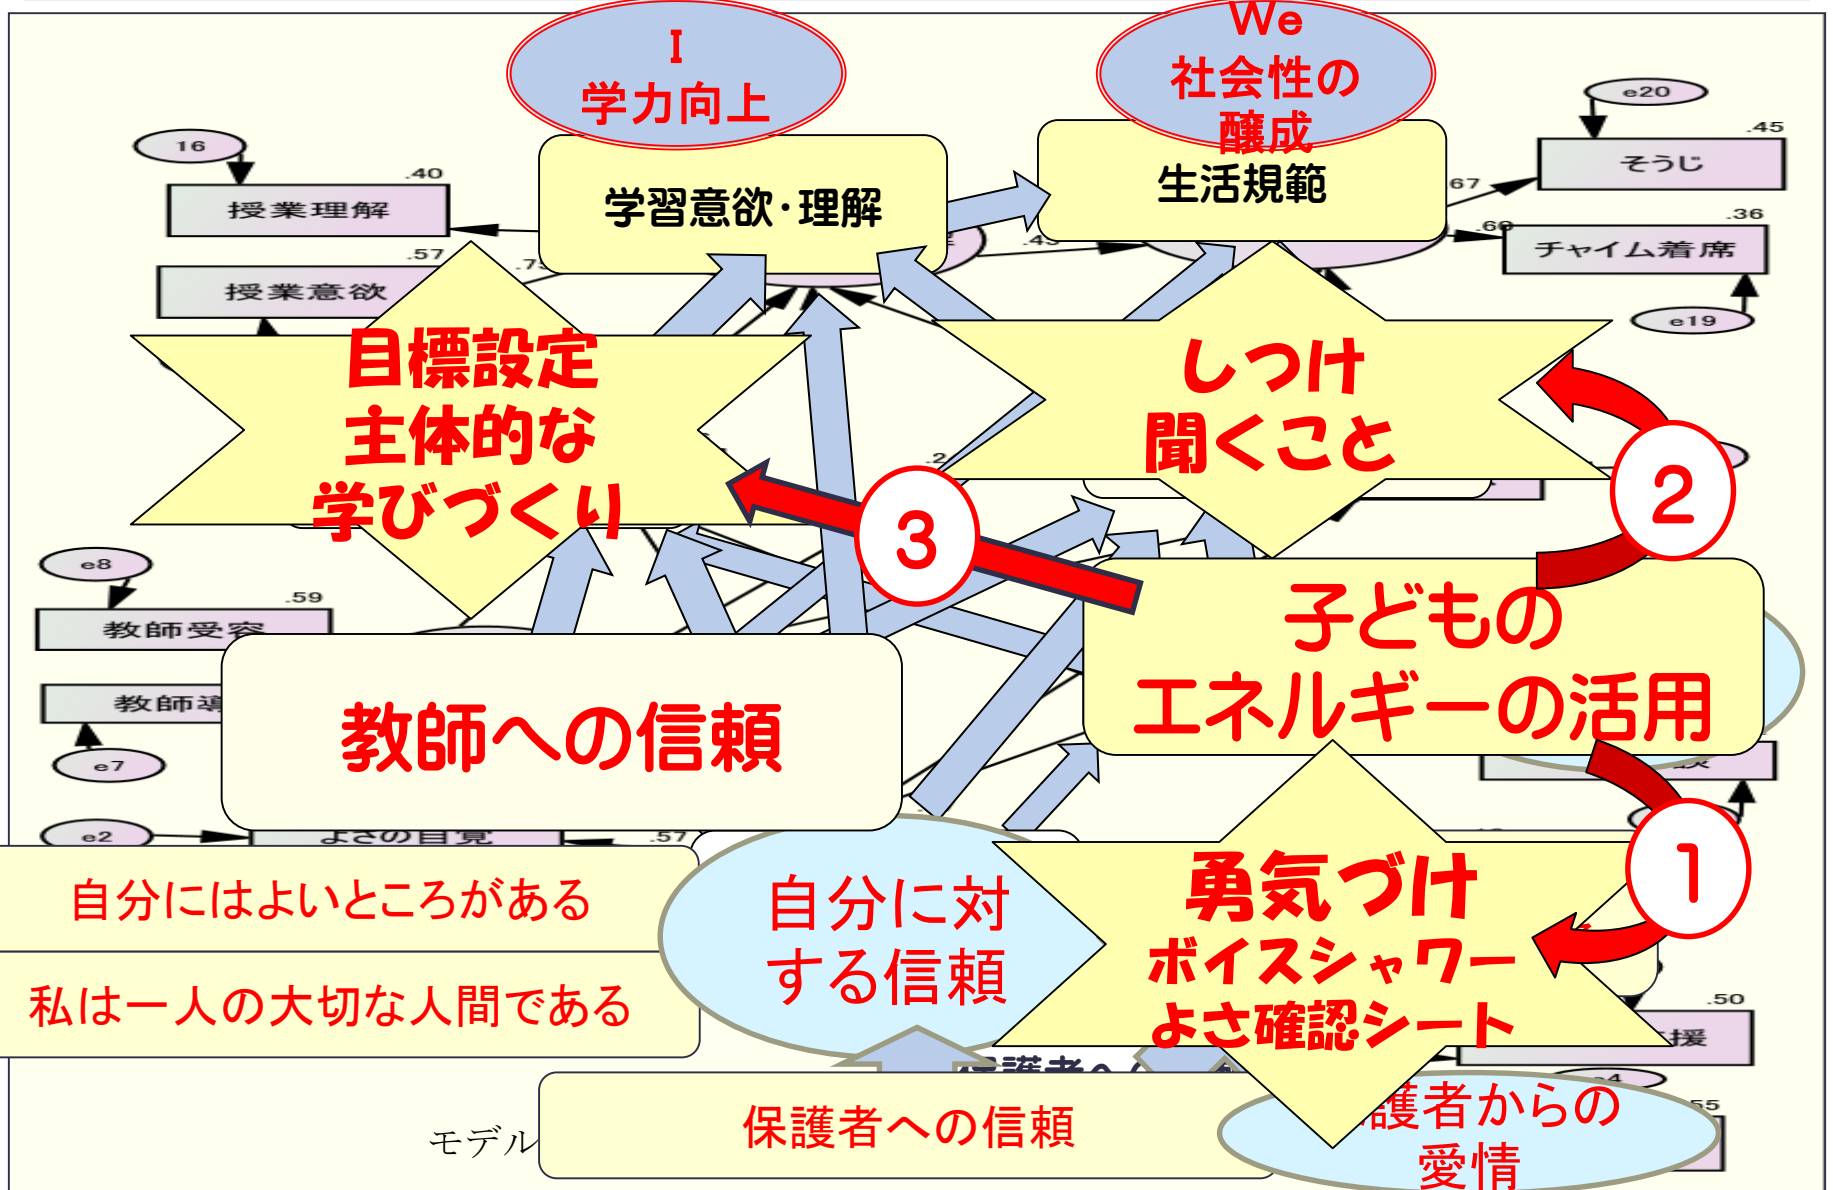 I
学力向上
We
社会性の
醸成
e20
.45
そうじ
16
.40
授業理解
学習意欲・理解
生活規範
.67
.60
.36
チャイム着席
.57
授業意欲
.75
.43
e19
目標設定
主体的な
学びづくり
しつけ
聞くこと
②
③
e8
.59
教師受容
子どもの
エネルギーの活用
教師
教師への信頼
e7
e2
よさの自覚
.57
自分にはよいところがある
自分に対
する信頼
勇気づけ
ボイスシャワー
よさ確認シート
①
私は一人の大切な人間である
.50
援
保護者への信頼
護者からの
愛情
e4
.55
モデル